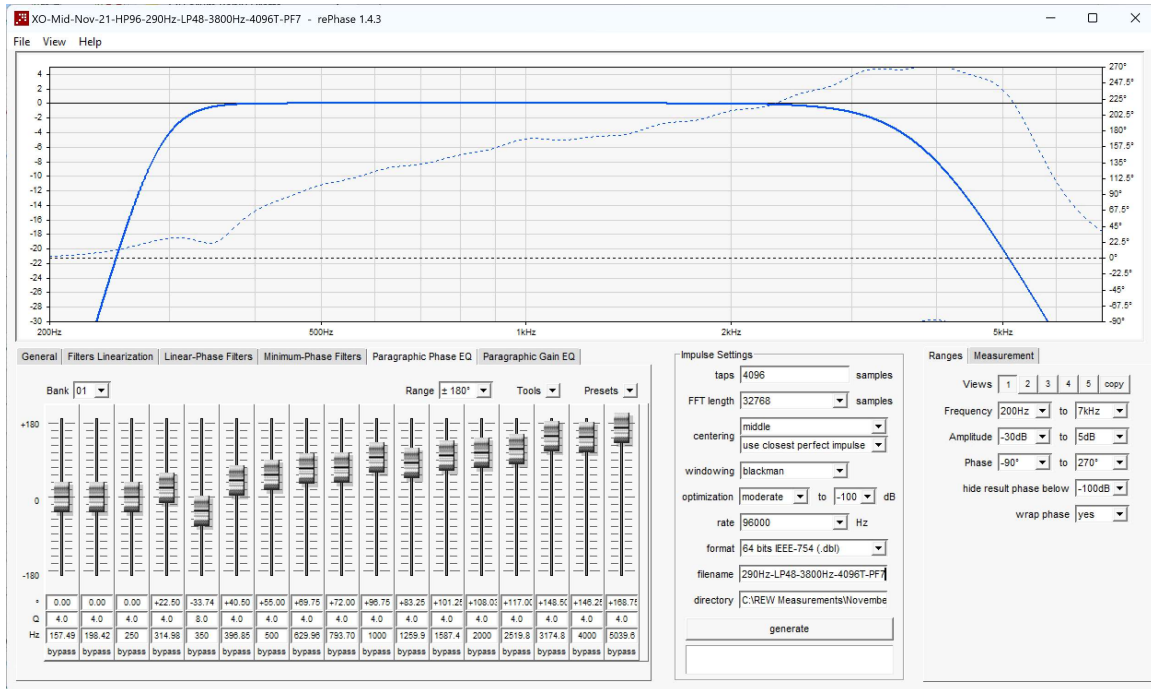 XO-Mid-Nov-21-HP96-290Hz-LP48-3800Hz-4096T-PF7 - rePhase 1.4.3
File View Help
4
2
0
-2
-4
-6
-8
-10
-12
-14
-16
-18
-20
-22
-24
-26
-28
-30
270°
247.5°
225°
202.5°
180°
157.5°
135°
112.5°
90°
67.5°
45°
22.5°
0°
-22.5°
-45°
-67.5°
-90°
200Hz 500Hz 1kHz 2kHz 5kHz
General Filters Linearization Linear-Phase Filters Minimum-Phase Filters Paragraphic Phase EQ Paragraphic Gain EQ
Bank 01 Range ± 180° Tools Presets
+180
0
-180
° 0.00 0.00 0.00 +22.50 -33.74 +40.50 +55.00 +69.75 +72.00 +96.75 +83.25 +101.25 +108.03 +117.00 +148.50 +146.25 +168.75
Q 4.0 4.0 4.0 4.0 8.0 4.0 4.0 4.0 4.0 4.0 4.0 4.0 4.0 4.0 4.0 4.0 4.0
Hz 157.49 198.42 250 314.98 350 396.85 500 629.96 793.70 1000 1259.9 1587.4 2000 2519.8 3174.8 4000 5039.6
bypass bypass bypass bypass bypass bypass bypass bypass bypass bypass bypass bypass bypass bypass bypass bypass bypass
Impulse Settings
taps 4096 samples
FFT length 32768 samples
centering middle
use closest perfect impulse
windowing blackman
optimization moderate to -100 dB
rate 96000 Hz
format 64 bits IEEE-754 (.dbl)
filename 290Hz-LP48-3800Hz-4096T-PF7
directory C:\REW Measurements\Novembe
generate
Ranges Measurement
Views 1 2 3 4 5 copy
Frequency 200Hz to 7kHz
Amplitude -30dB to 5dB
Phase -90° to 270°
hide result phase below -100dB
wrap phase yes